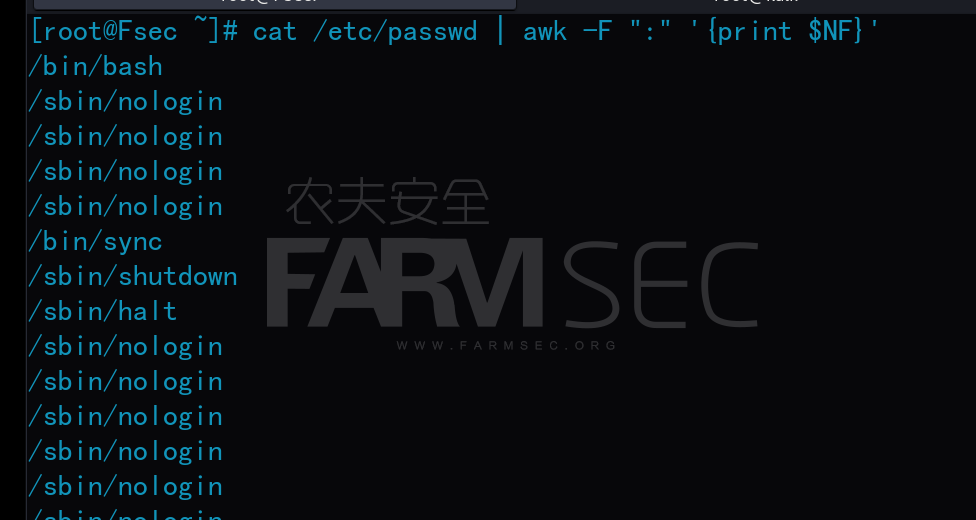 [root@Fsec ~]# cat /etc/passwd | awk -F ":" '{print $NF}'
/bin/bash
/sbin/nologin
/sbin/nologin
/sbin/nologin
/sbin/nologin
/bin/sync
/sbin/shutdown
/sbin/halt
/sbin/nologin
/sbin/nologin
/sbin/nologin
/sbin/nologin
/sbin/nologin
/sbin/nologin
农夫安全
FARMSEC
WWW.FARMSEC.ORG